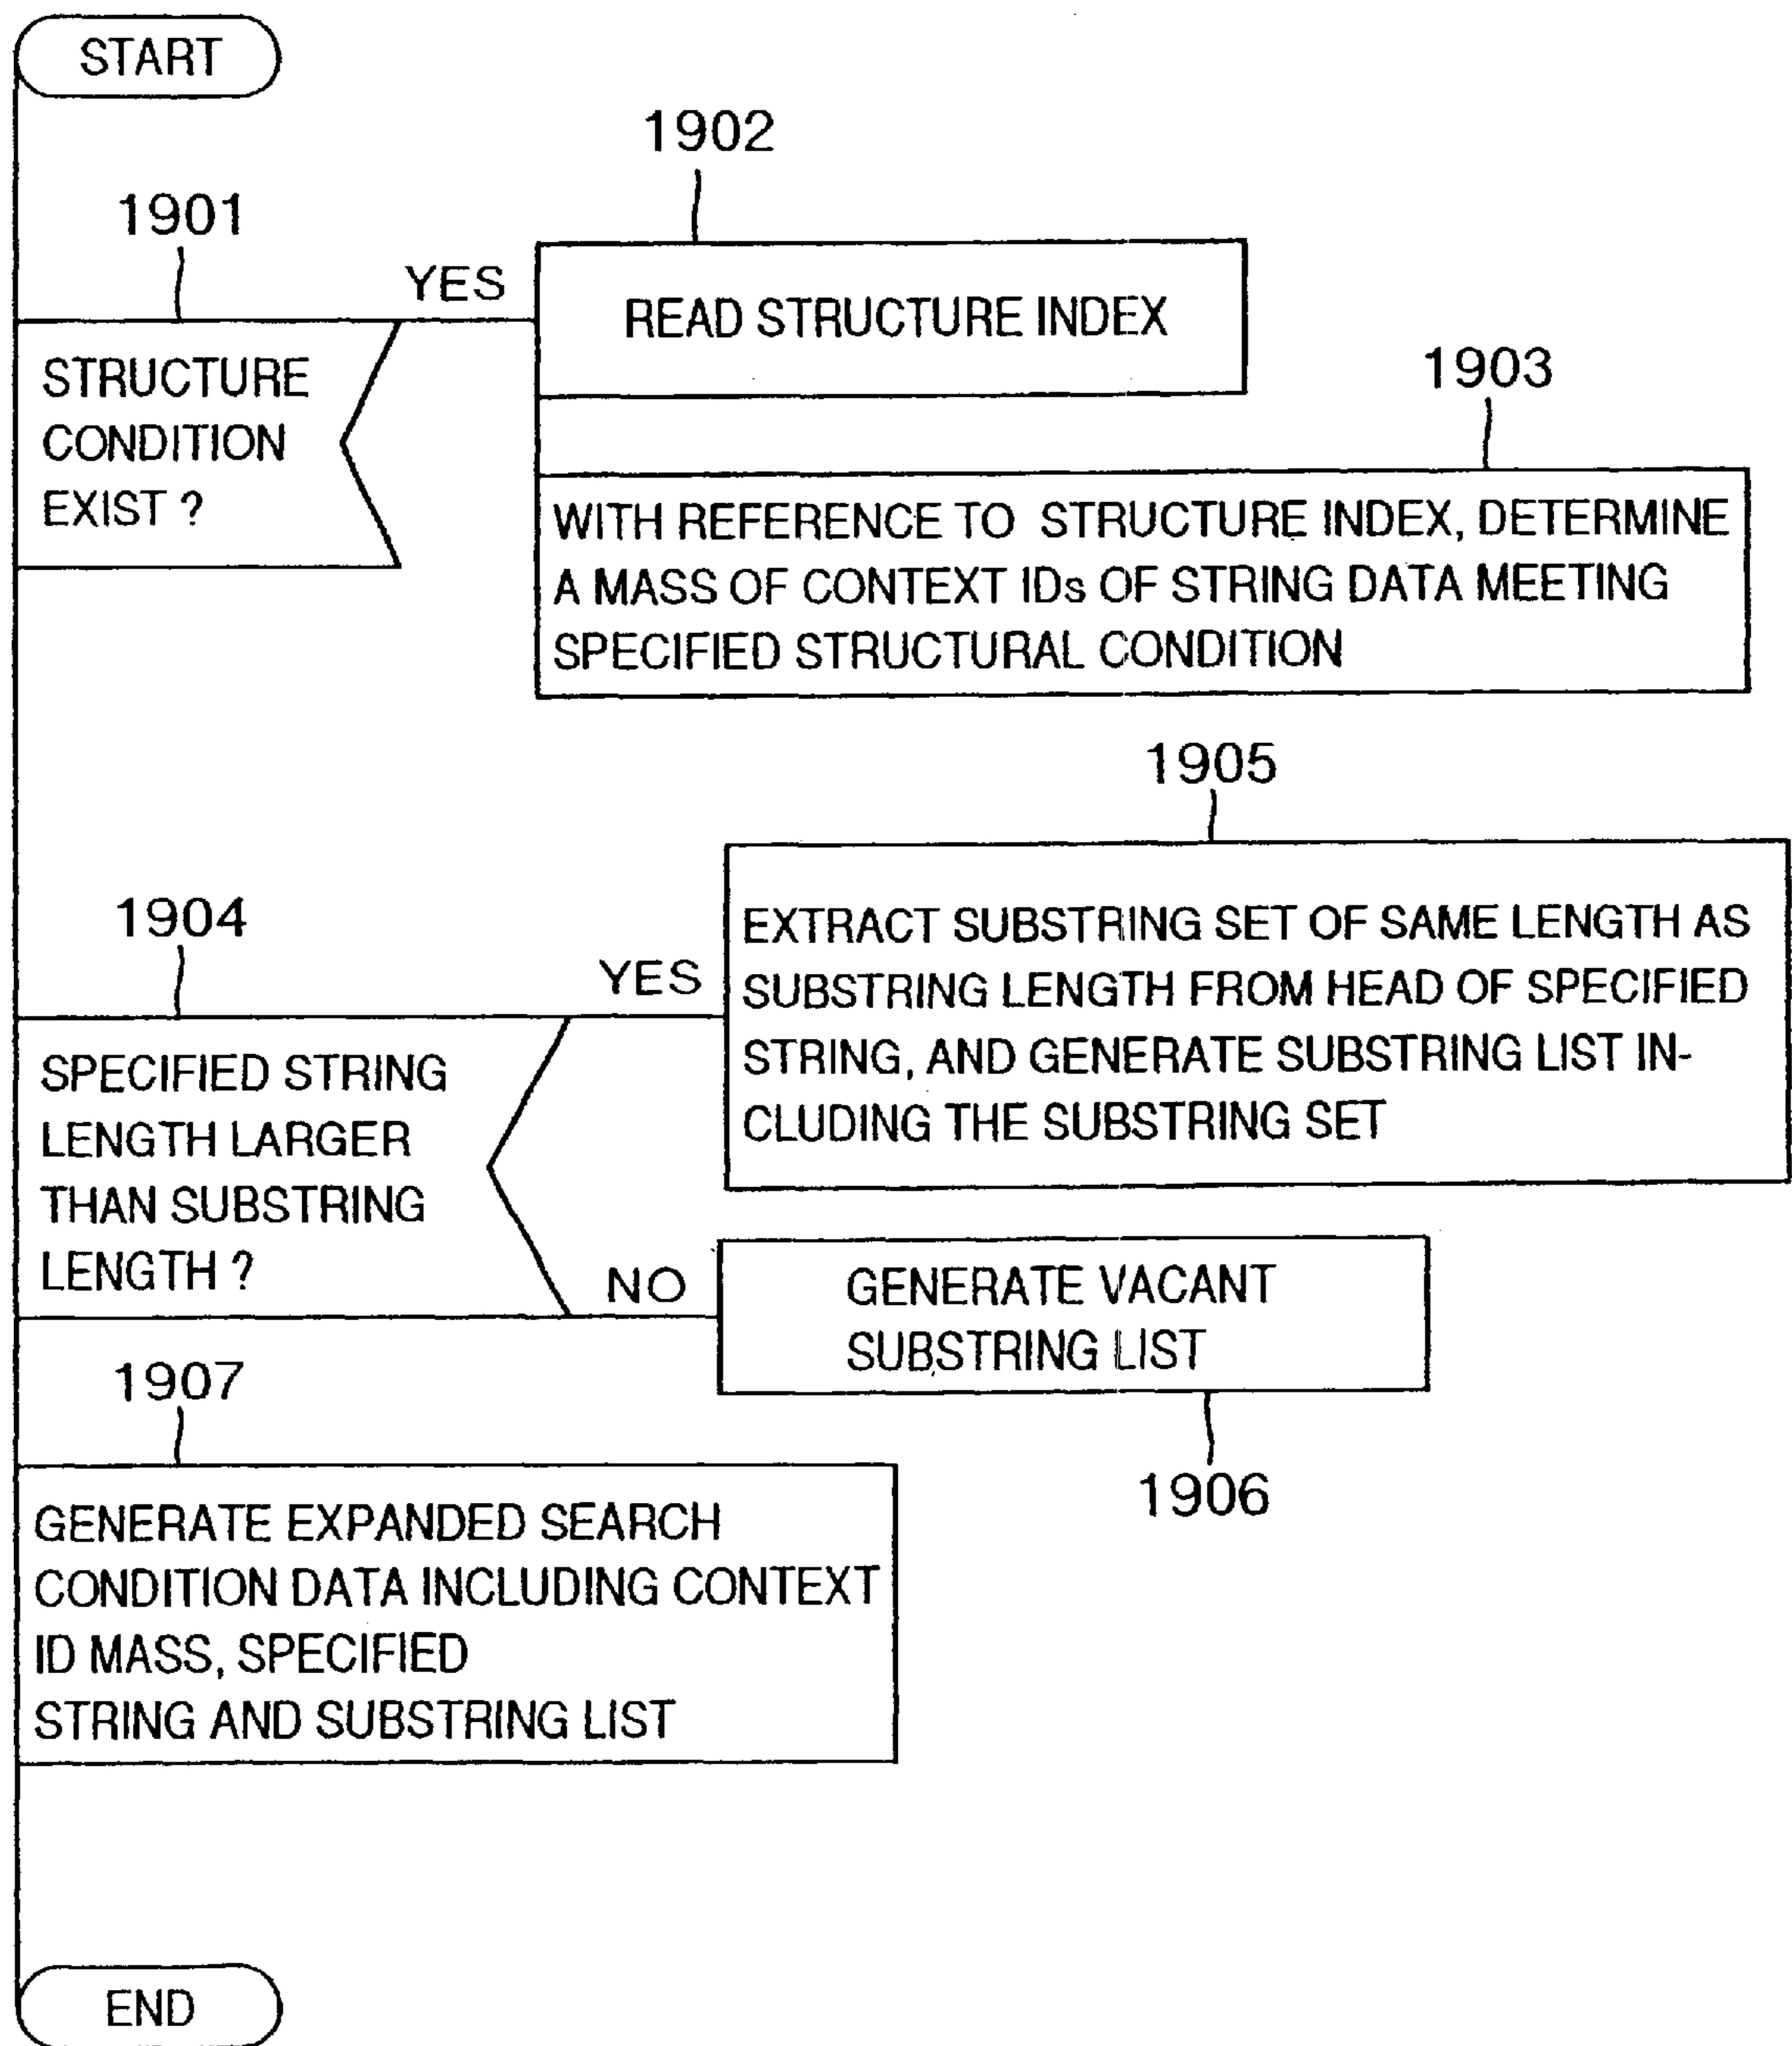 START
1902
1901
YES
READ STRUCTURE INDEX
STRUCTURE
CONDITION
EXIST ?
1903
WITH REFERENCE TO STRUCTURE INDEX, DETERMINE
A MASS OF CONTEXT IDs OF STRING DATA MEETING
SPECIFIED STRUCTURAL CONDITION
1905
1904
YES
EXTRACT SUBSTRING SET OF SAME LENGTH AS
SUBSTRING LENGTH FROM HEAD OF SPECIFIED
STRING, AND GENERATE SUBSTRING LIST IN-
CLUDING THE SUBSTRING SET
SPECIFIED STRING
LENGTH LARGER
THAN SUBSTRING
LENGTH ?
NO
GENERATE VACANT
SUBSTRING LIST
1906
1907
GENERATE EXPANDED SEARCH
CONDITION DATA INCLUDING CONTEXT
ID MASS, SPECIFIED
STRING AND SUBSTRING LIST
END